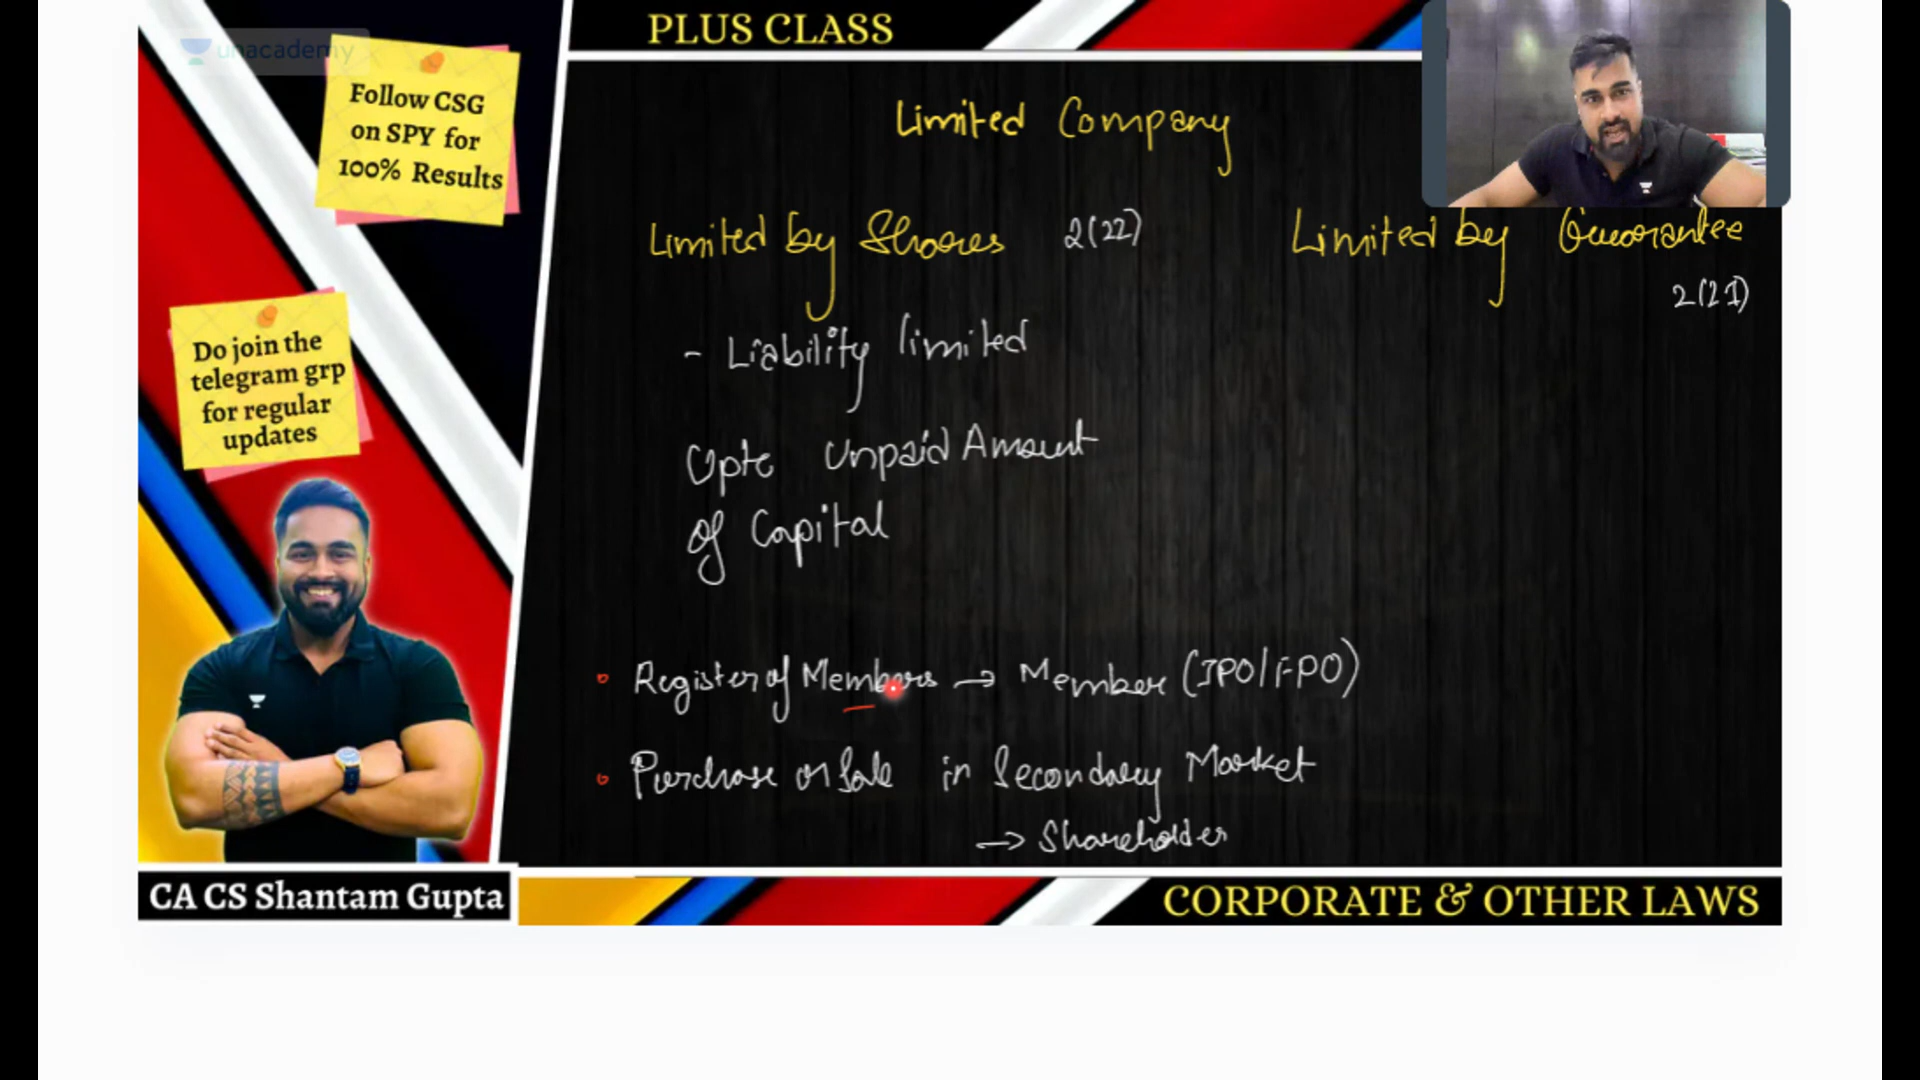 unacademy
PLUS CLASS
Follow CSG
on SPY for
100% Results
Do join the
telegram grp
for regular
updates
Limited Company
Limited by Shares 2(22)
Limited by Guarantee
2(21)
- Liability limited
Upto Unpaid Amount
of Capital
Register of Members → Member (IPO/FPO)
Purchase or Sale in Secondary Market
→ Shareholder
CA CS Shantam Gupta
CORPORATE & OTHER LAWS